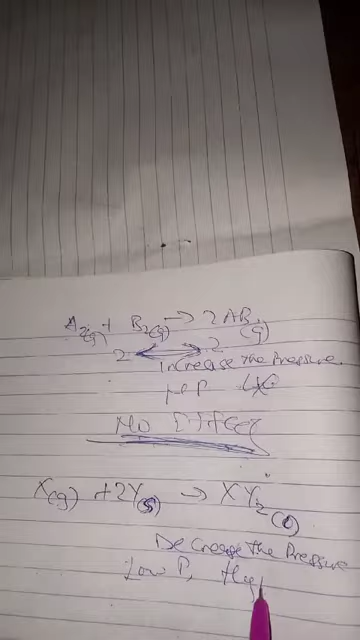 A₂(g) + B₂(g) → 2AB(g)
2 ↔ 2
increase the Pressure
No Effect
X(g) + 2Y(s) → XY₂(l)
Decrease the Pressure
Low P,